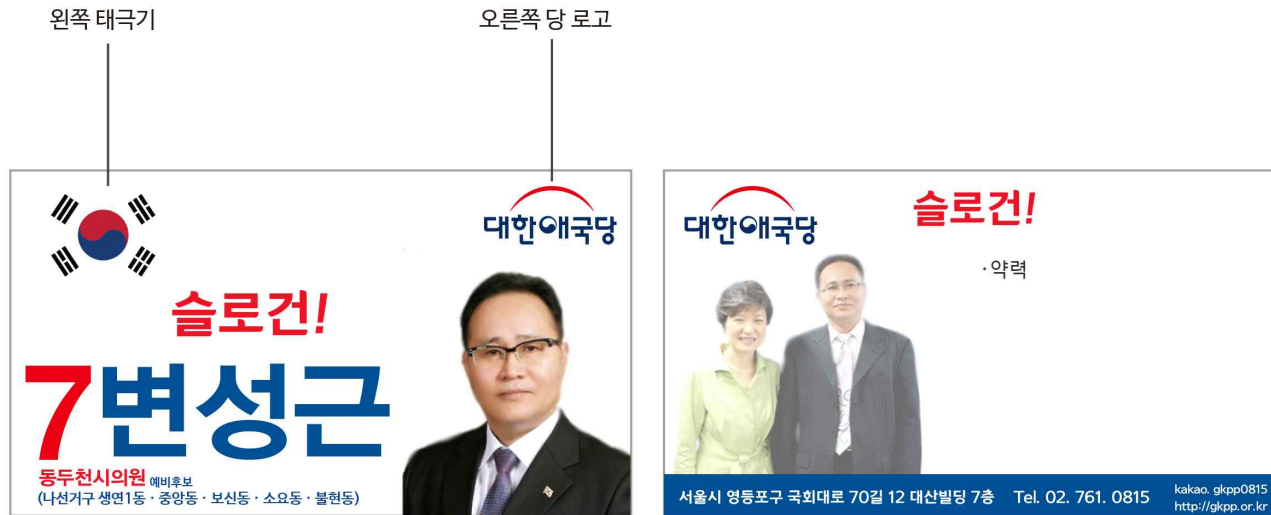 왼쪽 태극기
오른쪽 당 로고
대한애국당
슬로건!
7변성근
동두천시의원 예비후보
(나선거구 생연1동 · 중앙동 · 보신동 · 소요동 · 불현동)
대한애국당
슬로건!
·약력
서울시 영등포구 국회대로 70길 12 대산빌딩 7층 Tel. 02. 761. 0815
kakao. gkpp0815
http://gkpp.or.kr